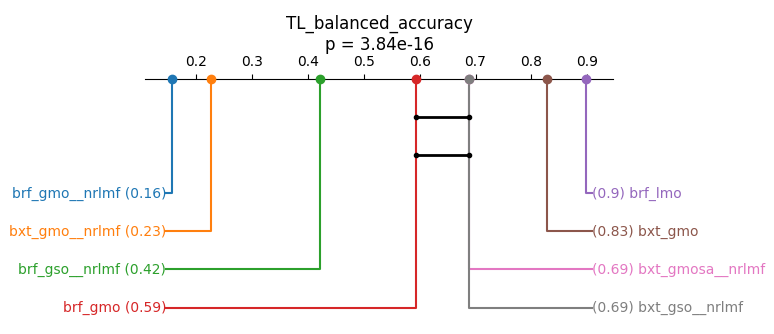 TL_balanced_accuracy
p = 3.84e-16
0.2 0.3 0.4 0.5 0.6 0.7 0.8 0.9
brf_gmo__nrlmf (0.16) (0.9) brf_lmo
bxt_gmo__nrlmf (0.23) (0.83) bxt_gmo
brf_gso__nrlmf (0.42) (0.69) bxt_gmosa__nrlmf
brf_gmo (0.59) (0.69) bxt_gso__nrlmf